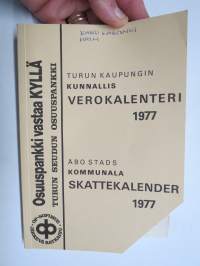 Osuuspankki vastaa KYLLÄ
TURUN SEUDUN OSUUSPANKKI
TURUN KAUPUNGIN
KUNNALLIS
VEROKALENTERI
1977
ÅBO STADS
KOMMUNALA
SKATTEKALENDER
1977